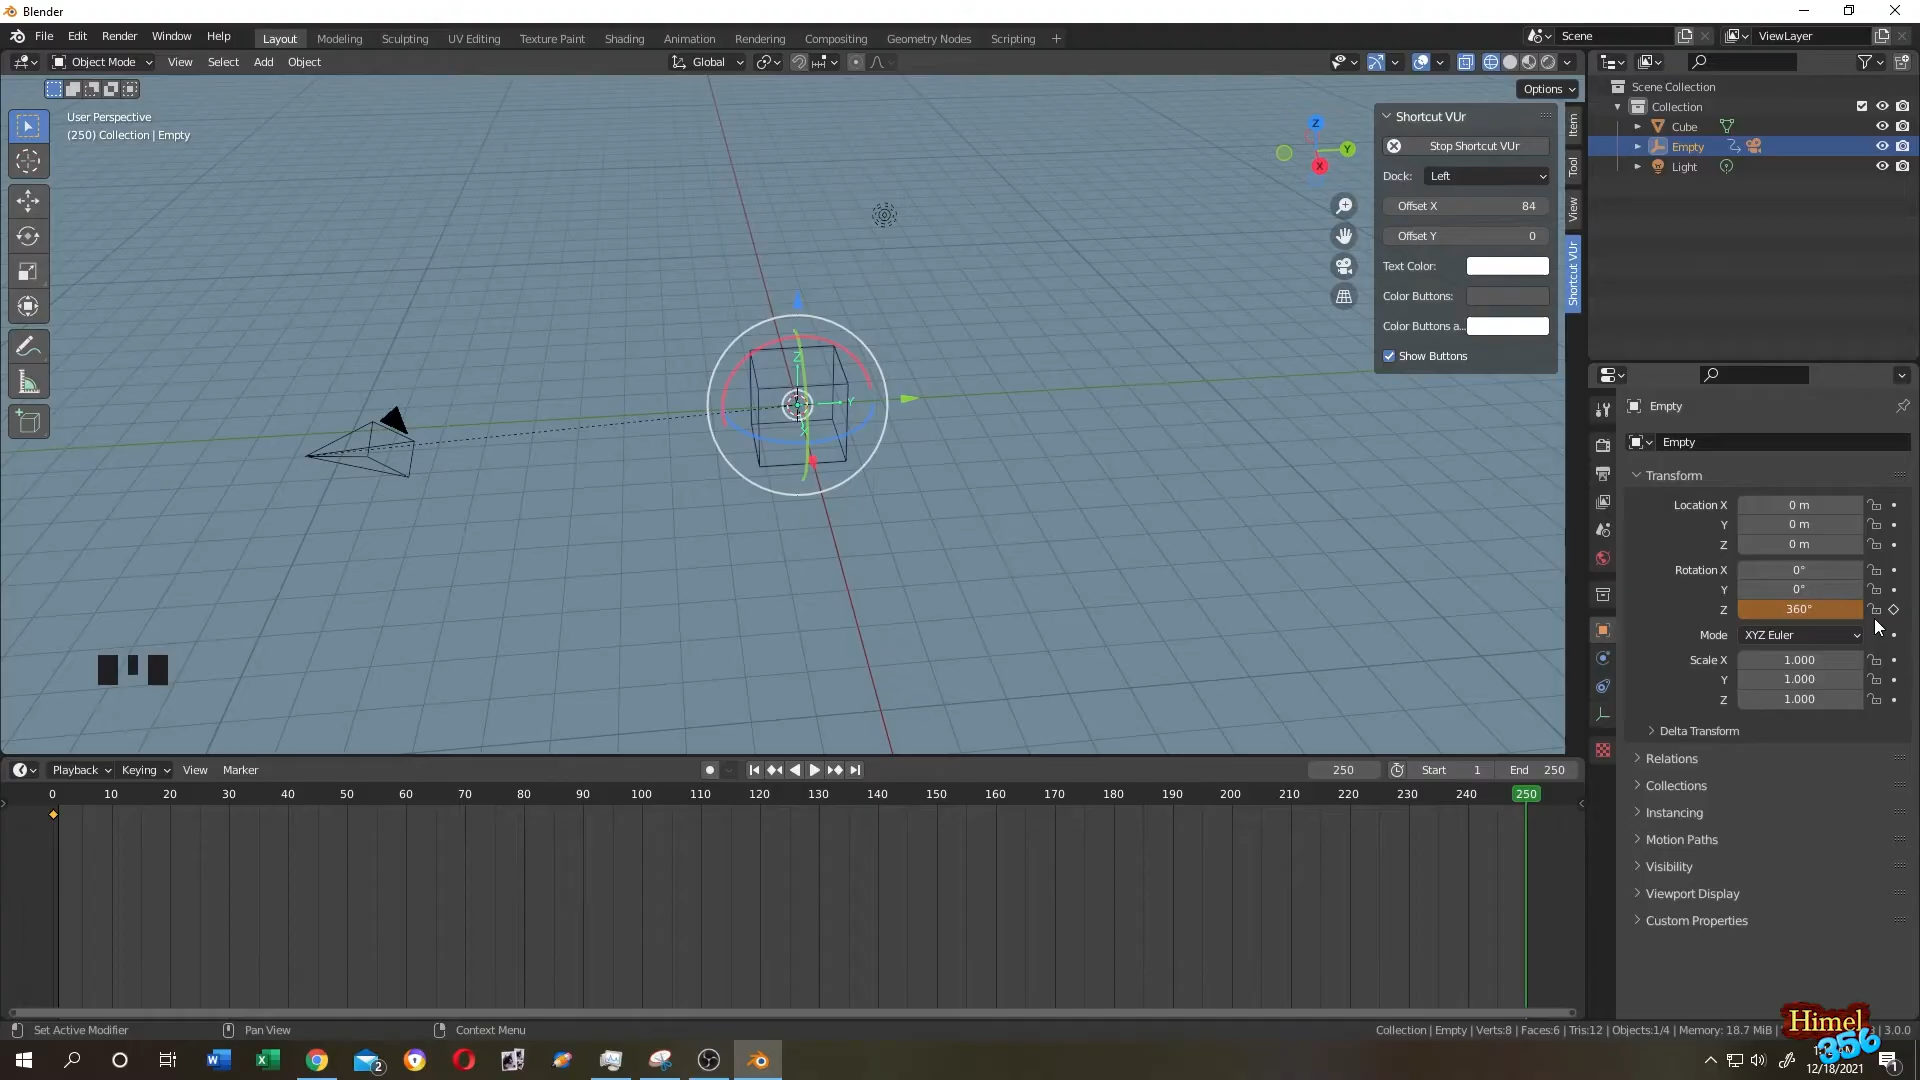 Blender
File Edit Render Window Help
Layout Modeling Sculpting UV Editing Texture Paint Shading Animation Rendering Compositing Geometry Nodes Scripting +
Scene
ViewLayer
Object Mode View Select Add Object
Global
Options
User Perspective
(250) Collection | Empty
Shortcut VUr
Stop Shortcut VUr
Dock: Left
Offset X 84
Offset Y 0
Text Color:
Color Buttons:
Color Buttons a...
Show Buttons
Item
Tool
View
Shortcut VUr
Z
Y
X
Z
Y
X
Scene Collection
Collection
Cube
Empty
Light
Empty
Empty
Transform
Location X 0 m
Y 0 m
Z 0 m
Rotation X 0°
Y 0°
Z 360°
Mode XYZ Euler
Scale X 1.000
Y 1.000
Z 1.000
Delta Transform
Relations
Collections
Instancing
Motion Paths
Visibility
Viewport Display
Custom Properties
Playback Keying View Marker
250 Start 1 End 250
0 10 20 30 40 50 60 70 80 90 100 110 120 130 140 150 160 170 180 190 200 210 220 230 240 250
Set Active Modifier Pan View Context Menu
Collection | Empty | Verts:8 | Faces:6 | Tris:12 | Objects:1/4 | Memory: 18.7 MiB | 3.0.0
Himel
356
2
12/18/2021
1